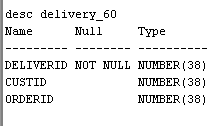 desc delivery_60
Name Null Type
---------- -------- ----------
DELIVERID NOT NULL NUMBER(38)
CUSTID NUMBER(38)
ORDERID NUMBER(38)